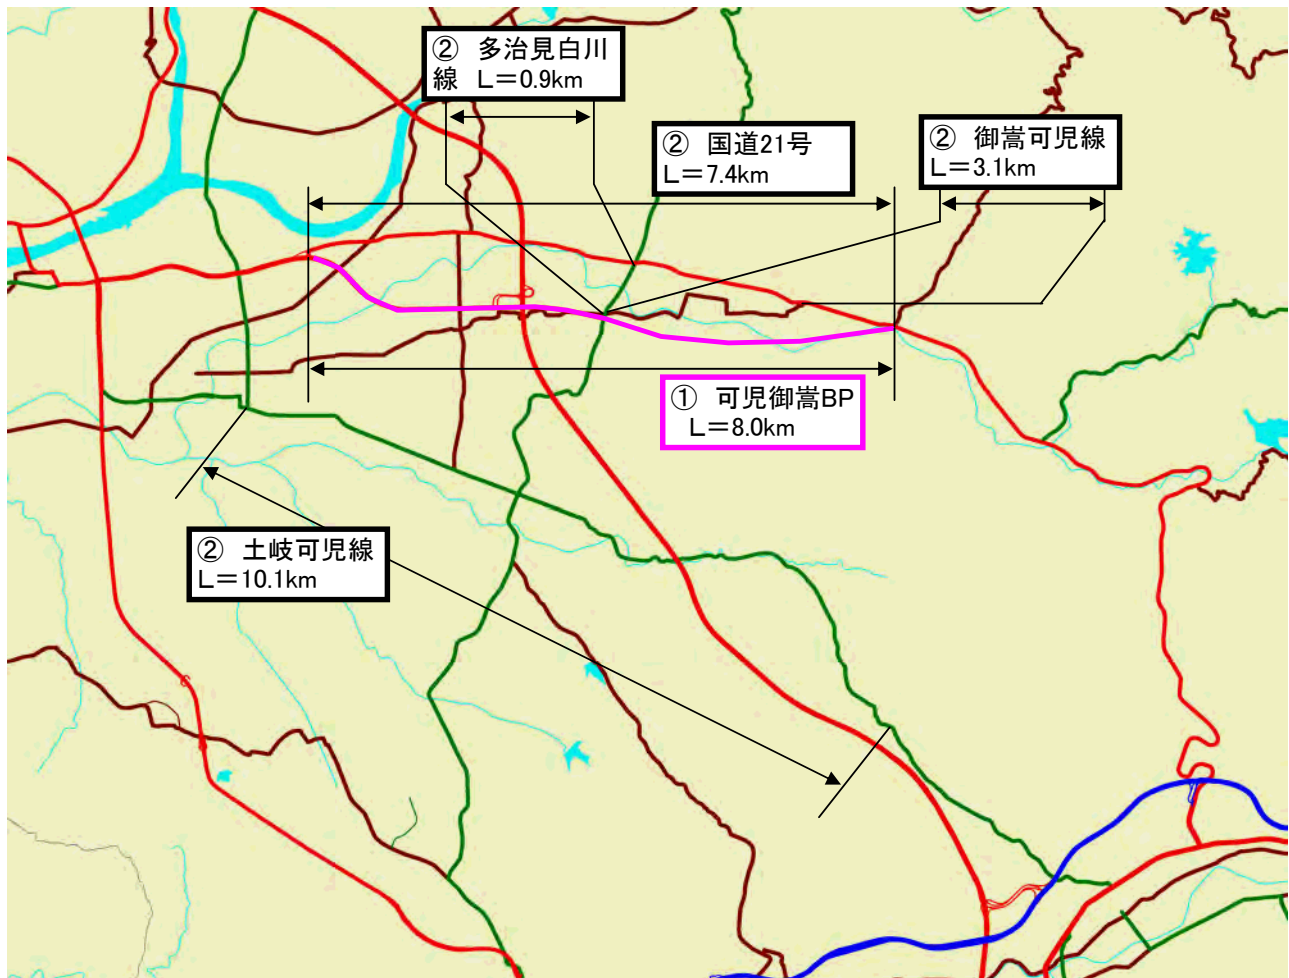 ② 多治見白川
線 L=0.9km
② 国道21号
L=7.4km
② 御嵩可児線
L=3.1km
① 可児御嵩BP
L=8.0km
② 土岐可児線
L=10.1km